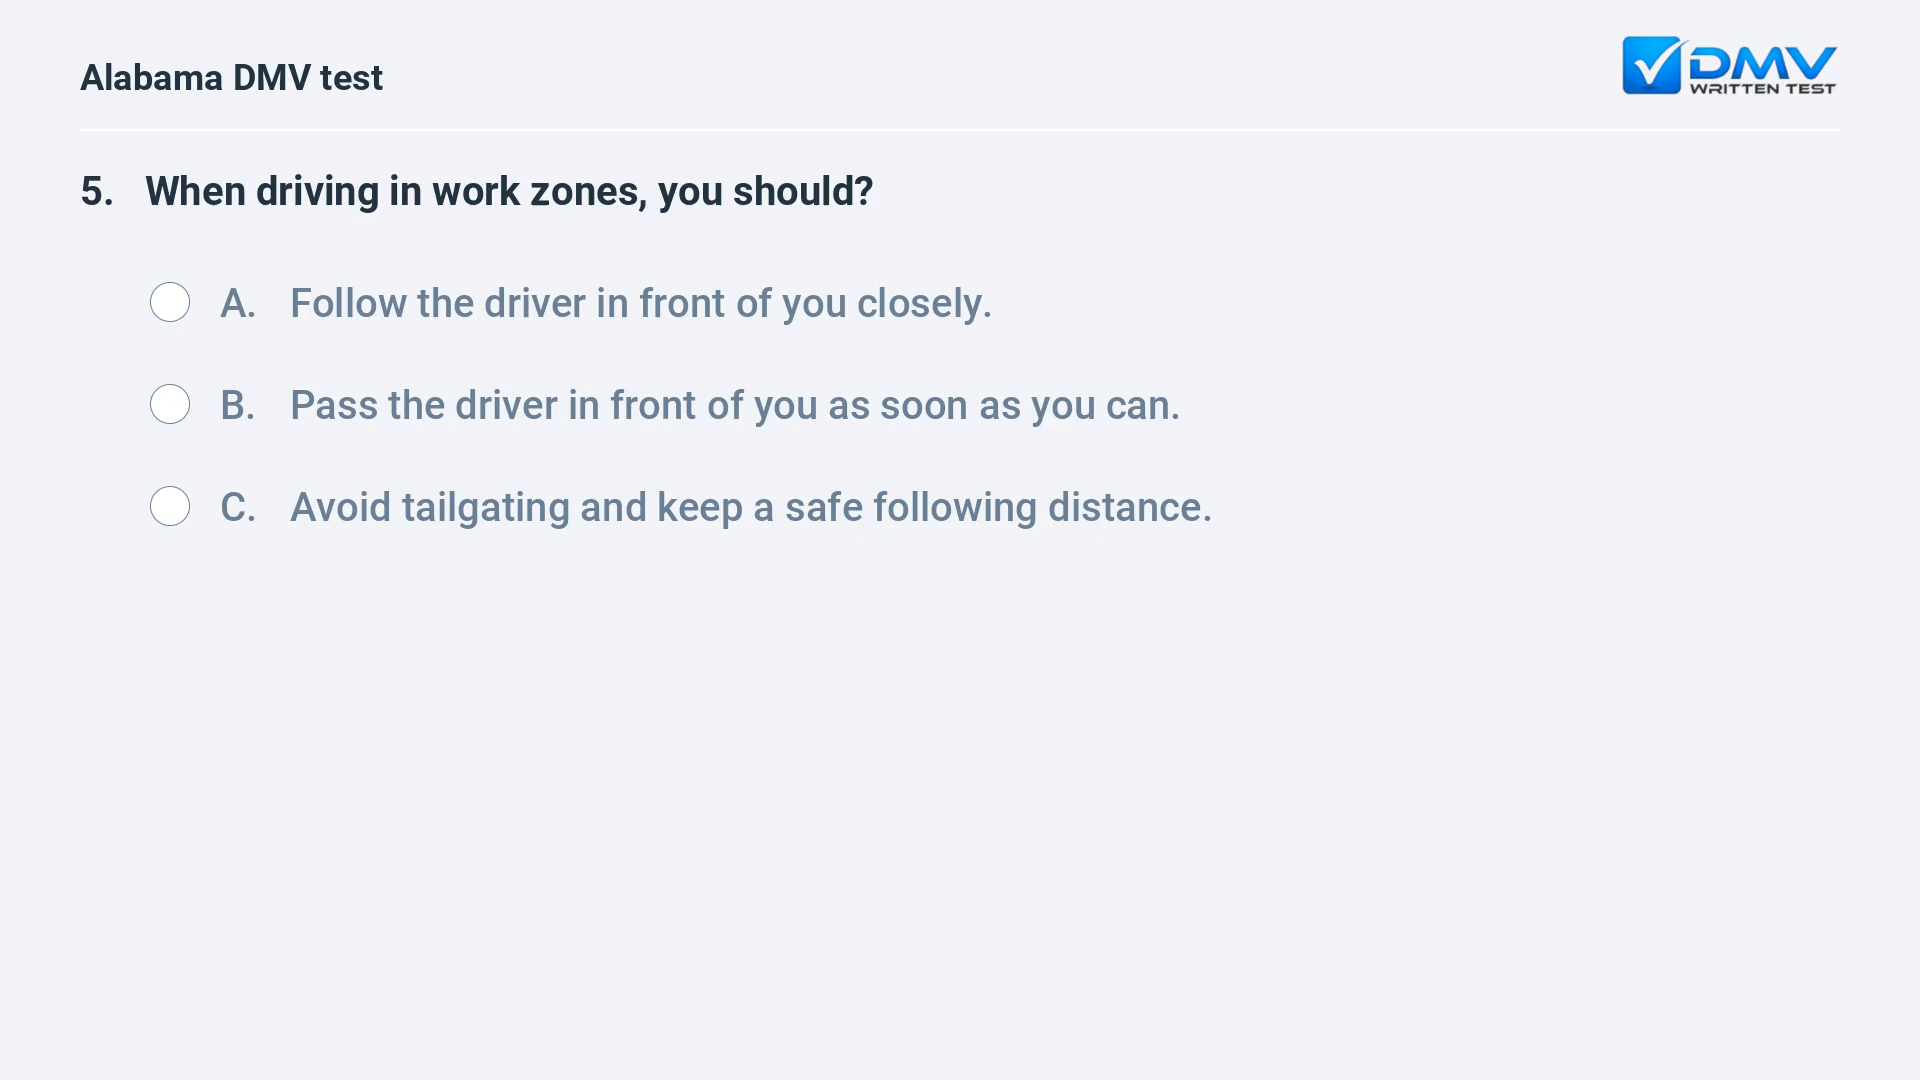 Alabama DMV test
DMV
WRITTEN TEST
5. When driving in work zones, you should?
A. Follow the driver in front of you closely.
B. Pass the driver in front of you as soon as you can.
C. Avoid tailgating and keep a safe following distance.